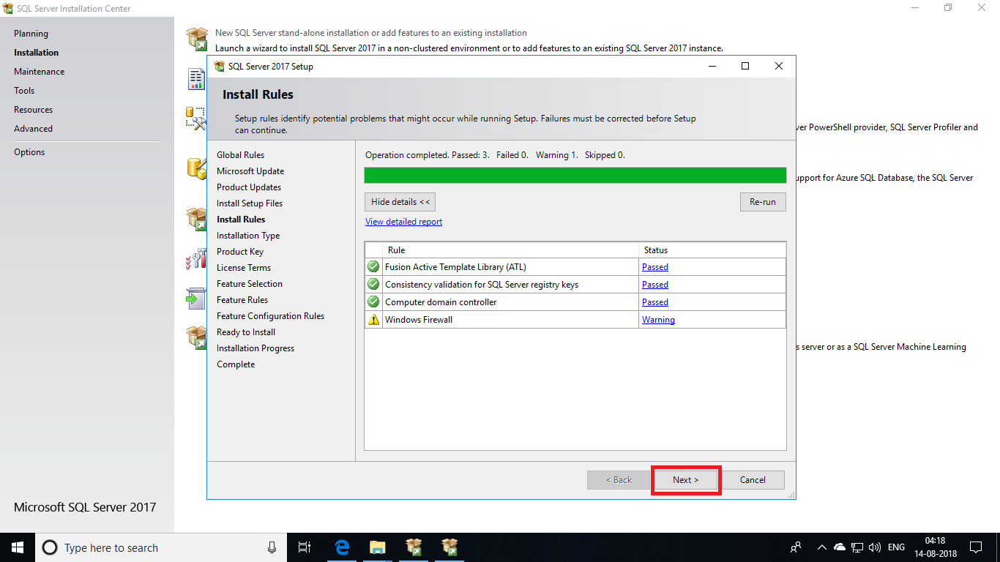 SQL Server Installation Center
Planning
Installation
Maintenance
Tools
Resources
Advanced
Options
Microsoft SQL Server 2017
New SQL Server stand-alone installation or add features to an existing installation
Launch a wizard to install SQL Server 2017 in a non-clustered environment or to add features to an existing SQL Server 2017 instance.
PowerShell provider, SQL Server Profiler and
for Azure SQL Database, the SQL Server
server or as a SQL Server Machine Learning
SQL Server 2017 Setup
Install Rules
Setup rules identify potential problems that might occur while running Setup. Failures must be corrected before Setup
can continue.
Global Rules
Microsoft Update
Product Updates
Install Setup Files
Install Rules
Installation Type
Product Key
License Terms
Feature Selection
Feature Rules
Feature Configuration Rules
Ready to Install
Installation Progress
Complete
Operation completed. Passed: 3. Failed 0. Warning 1. Skipped 0.
Hide details <<
Re-run
View detailed report
Rule Status
Fusion Active Template Library (ATL) Passed
Consistency validation for SQL Server registry keys Passed
Computer domain controller Passed
Windows Firewall Warning
< Back Next > Cancel
Type here to search
ENG
04:18
14-08-2018